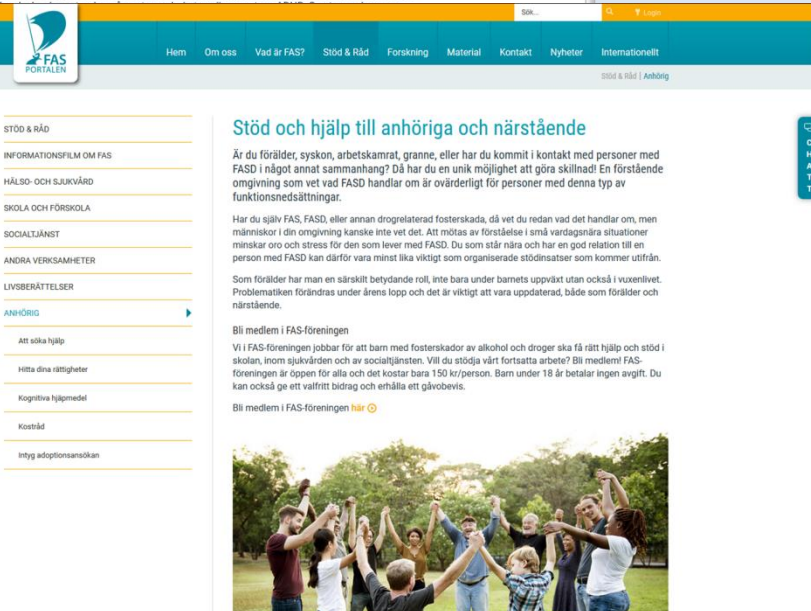 Sök...
Login
FAS
PORTALEN
Hem Om oss Vad är FAS? Stöd & Råd Forskning Material Kontakt Nyheter Internationellt
Stöd & Råd | Anhörig
STÖD & RÅD
INFORMATIONSFILM OM FAS
HÄLSO- OCH SJUKVÅRD
SKOLA OCH FÖRSKOLA
SOCIALTJÄNST
ANDRA VERKSAMHETER
LIVSBERÄTTELSER
ANHÖRIG
Att söka hjälp
Hitta dina rättigheter
Kognitiva hjäpmedel
Kostråd
Intyg adoptionsansökan
Stöd och hjälp till anhöriga och närstående
Är du förälder, syskon, arbetskamrat, granne, eller har du kommit i kontakt med personer med
FASD i något annat sammanhang? Då har du en unik möjlighet att göra skillnad! En förstående
omgivning som vet vad FASD handlar om är ovärderligt för personer med denna typ av
funktionsnedsättningar.
Har du själv FAS, FASD, eller annan drogrelaterad fosterskada, då vet du redan vad det handlar om, men
människor i din omgivning kanske inte vet det. Att mötas av förståelse i små vardagsnära situationer
minskar oro och stress för den som lever med FASD. Du som står nära och har en god relation till en
person med FASD kan därför vara minst lika viktigt som organiserade stödinsatser som kommer utifrån.
Som förälder har man en särskilt betydande roll, inte bara under barnets uppväxt utan också i vuxenlivet.
Problematiken förändras under årens lopp och det är viktigt att vara uppdaterad, både som förälder och
närstående.
Bli medlem i FAS-föreningen
Vi i FAS-föreningen jobbar för att barn med fosterskador av alkohol och droger ska få rätt hjälp och stöd i
skolan, inom sjukvården och av socialtjänsten. Vill du stödja vårt fortsatta arbete? Bli medlem! FAS-
föreningen är öppen för alla och det kostar bara 150 kr/person. Barn under 18 år betalar ingen avgift. Du
kan också ge ett valfritt bidrag och erhålla ett gåvobevis.
Bli medlem i FAS-föreningen här